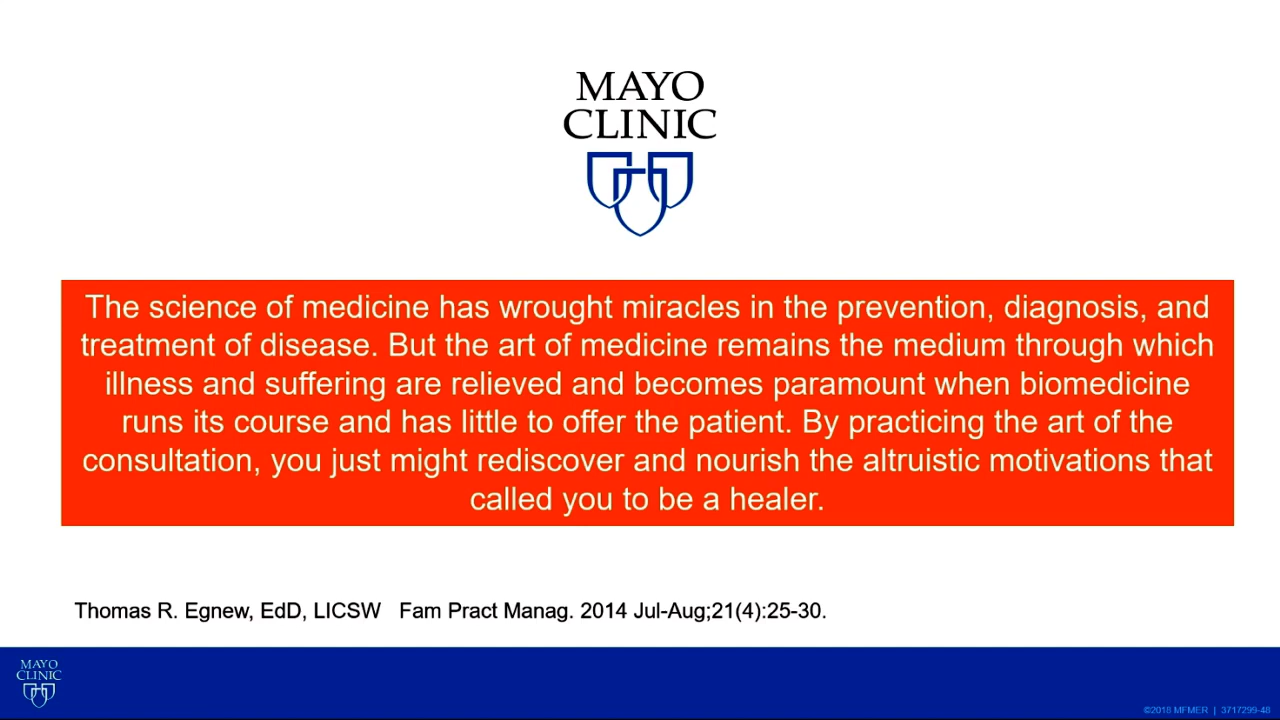 MAYO
CLINIC
The science of medicine has wrought miracles in the prevention, diagnosis, and
treatment of disease. But the art of medicine remains the medium through which
illness and suffering are relieved and becomes paramount when biomedicine
runs its course and has little to offer the patient. By practicing the art of the
consultation, you just might rediscover and nourish the altruistic motivations that
called you to be a healer.
Thomas R. Egnew, EdD, LICSW Fam Pract Manag. 2014 Jul-Aug;21(4):25-30.
MAYO
CLINIC
©2018 MFMER | 3717299-48